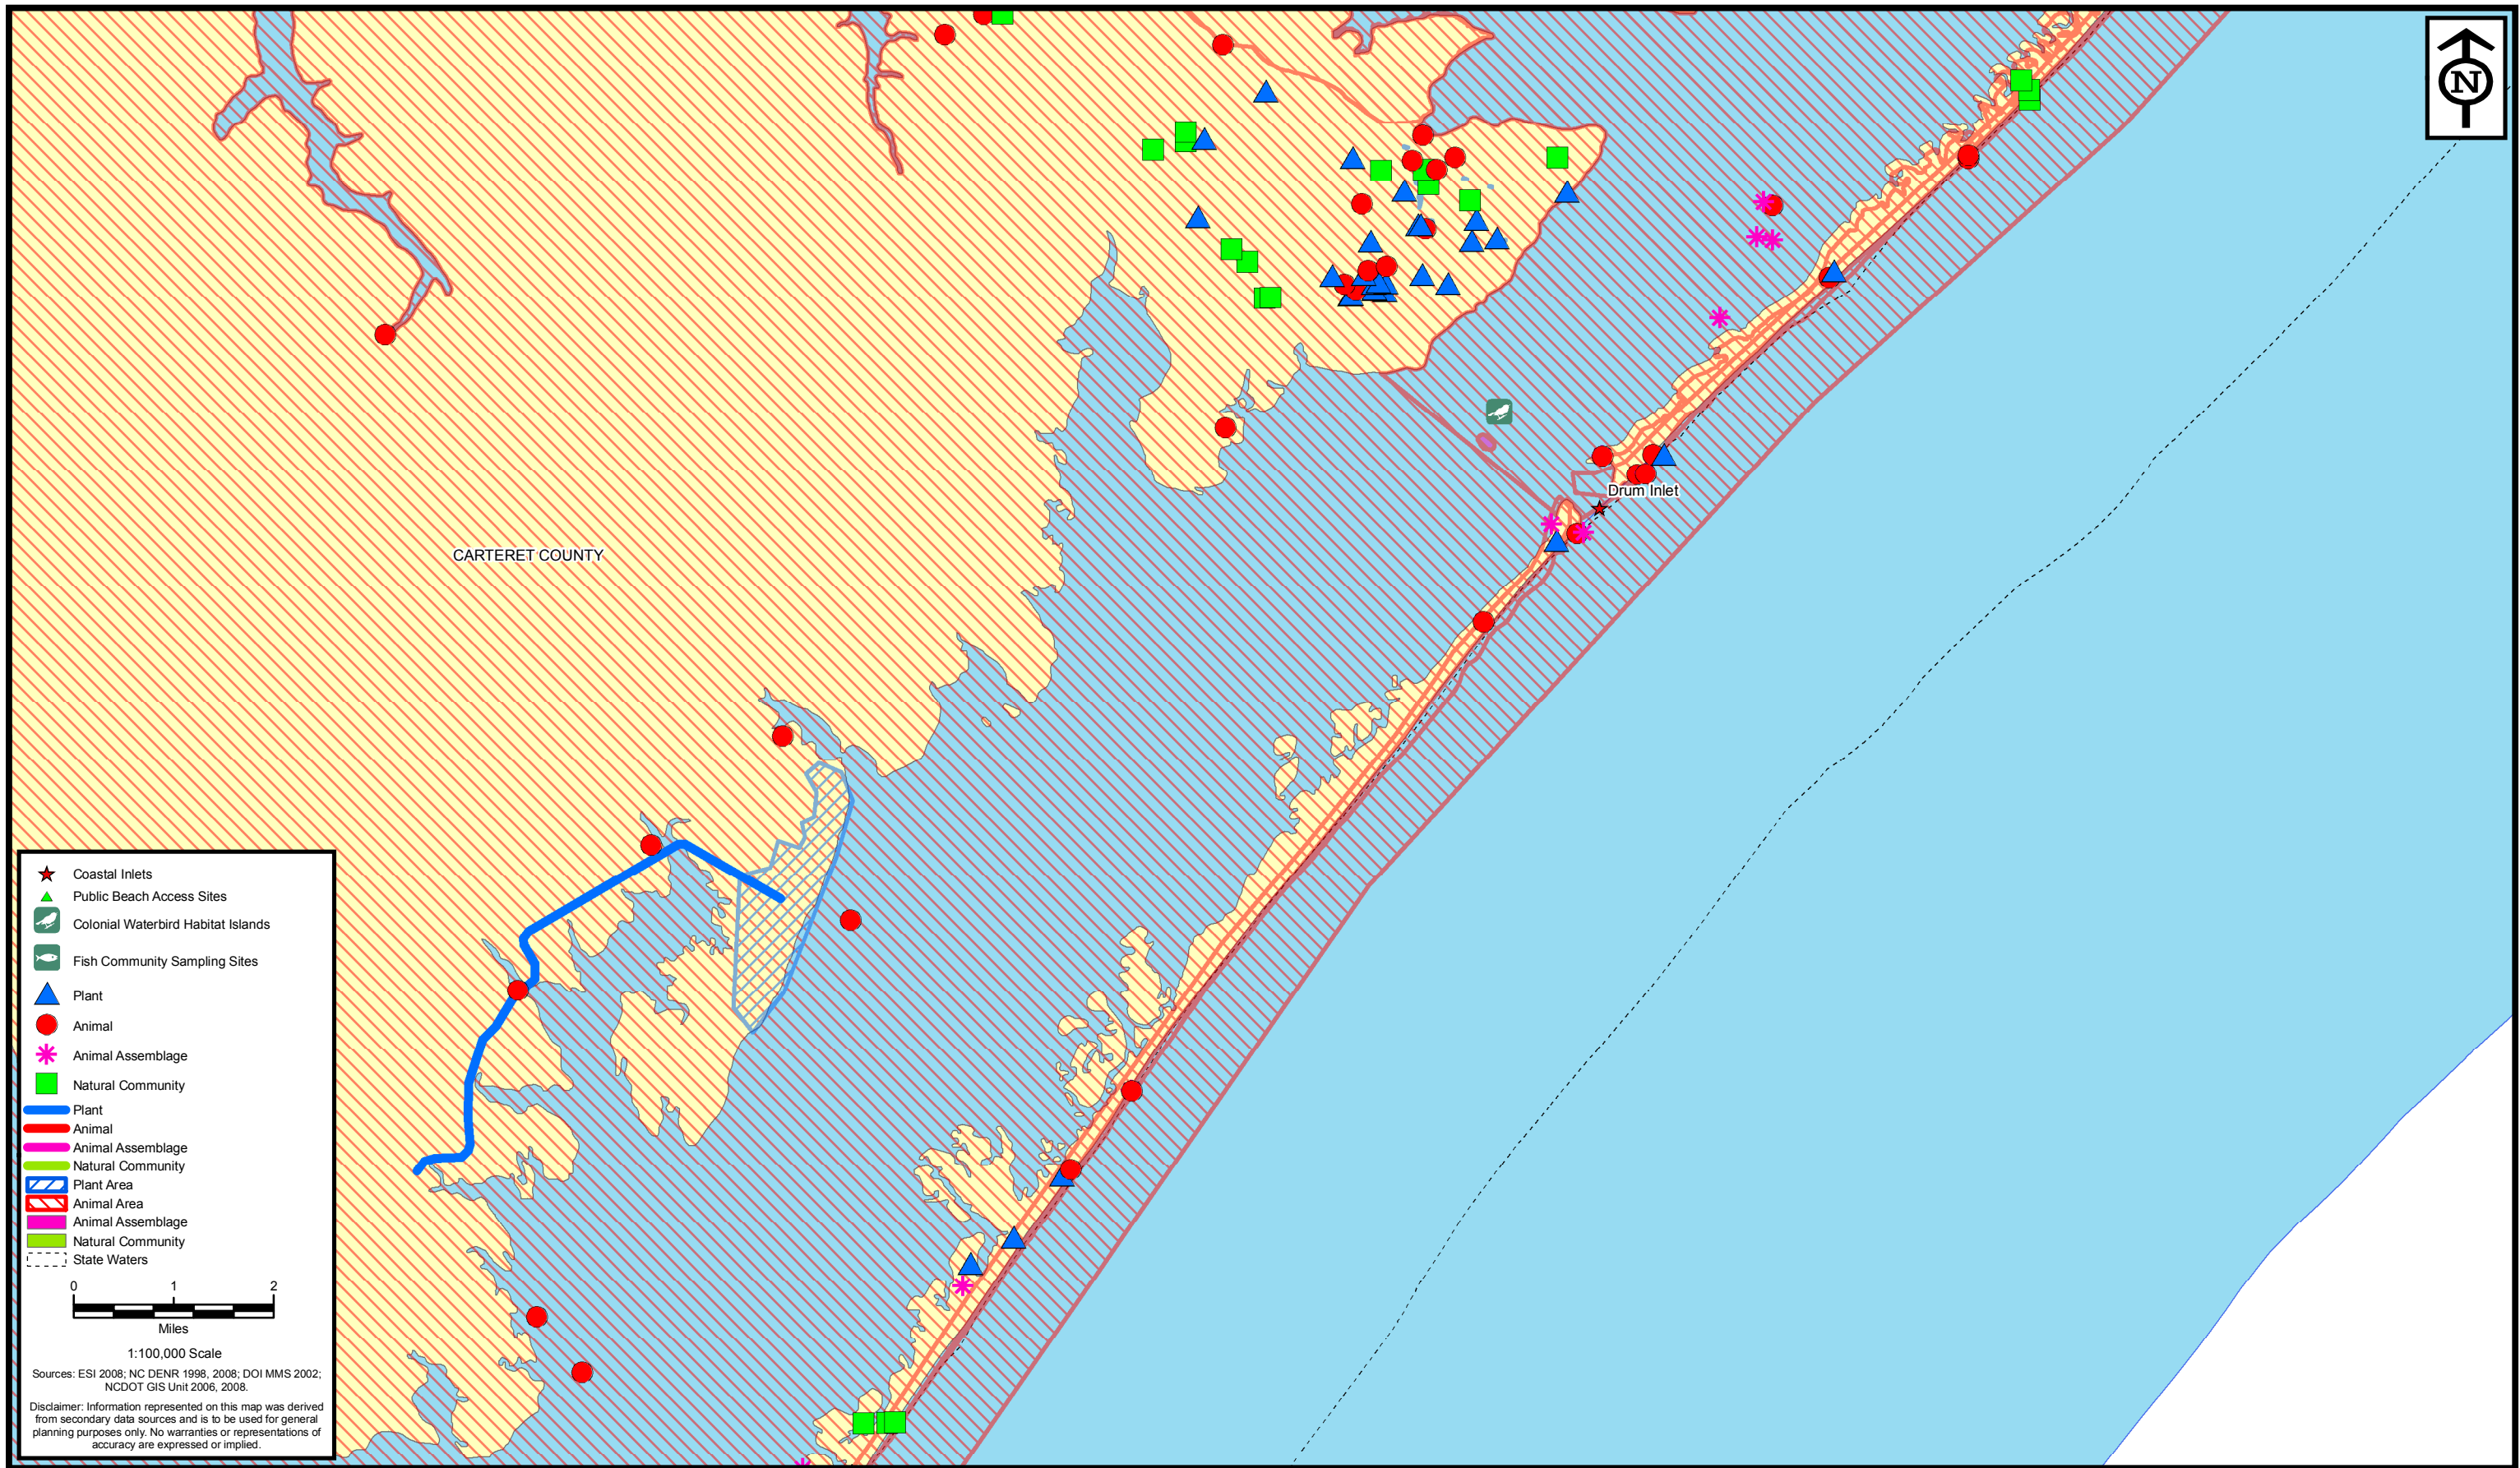 N
Drum Inlet
CARTERET COUNTY
Coastal Inlets
Public Beach Access Sites
Colonial Waterbird Habitat Islands
Fish Community Sampling Sites
Plant
Animal
Animal Assemblage
Natural Community
Plant
Animal
Animal Assemblage
Natural Community
Plant Area
Animal Area
Animal Assemblage
Natural Community
State Waters
0 1 2
Miles
1:100,000 Scale
Sources: ESI 2008; NC DENR 1998, 2008; DOI MMS 2002;
NCDOT GIS Unit 2006, 2008.
Disclaimer: Information represented on this map was derived
from secondary data sources and is to be used for general
planning purposes only. No warranties or representations of
accuracy are expressed or implied.